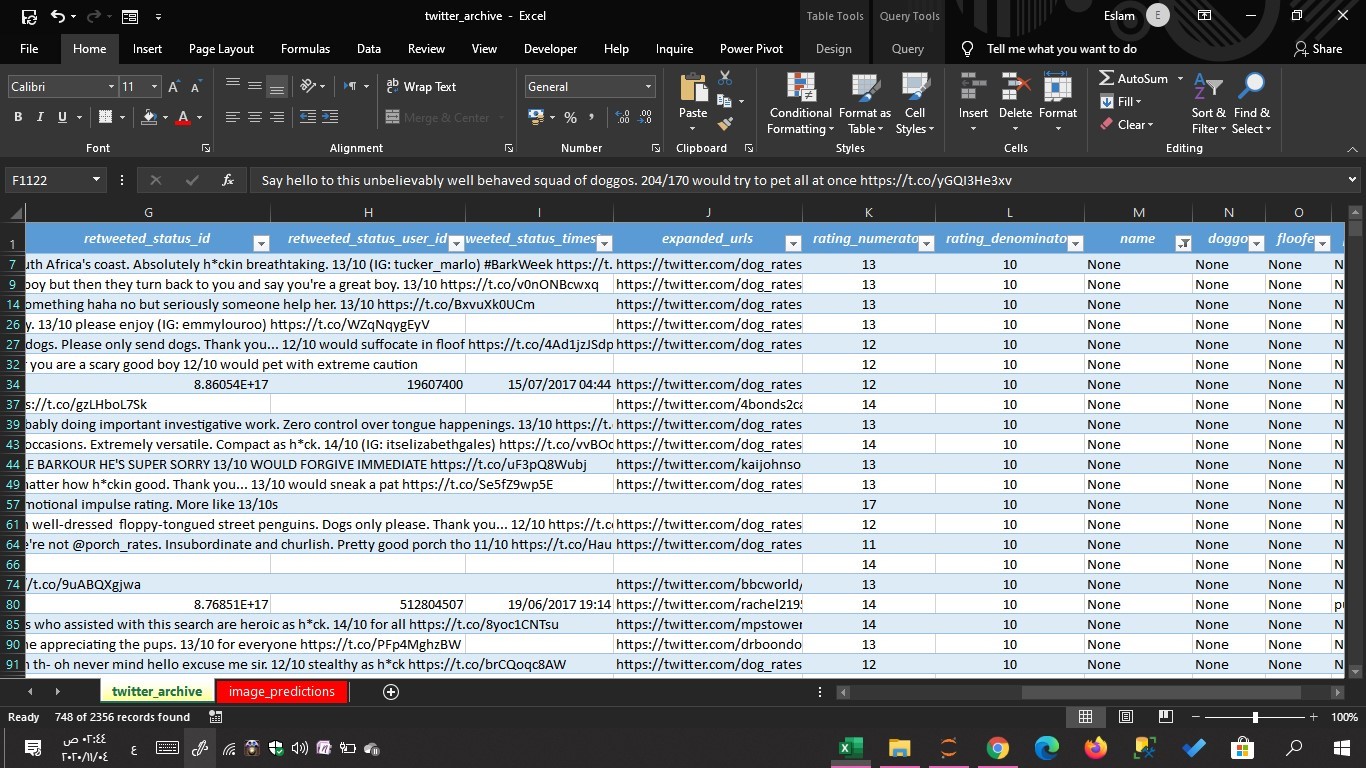 twitter_archive - Excel
Table Tools
Query Tools
Eslam
E
File Home Insert Page Layout Formulas Data Review View Developer Help Inquire Power Pivot Design Query Tell me what you want to do Share
Calibri 11 Wrap Text General AutoSum
Paste Conditional Formatting Format as Table Cell Styles Insert Delete Format Fill Sort & Filter Find & Select
B I U A Merge & Center % , Clear
Font Alignment Number Clipboard Styles Cells Editing
F1122 fx Say hello to this unbelievably well behaved squad of doggos. 204/170 would try to pet all at once https://t.co/yGQI3He3xv
G H I J K L M N O
1 retweeted_status_id retweeted_status_user_id weeted_status_timest expanded_urls rating_numerato rating_denominato name doggo floofe
7 uth Africa's coast. Absolutely h*ckin breathtaking. 13/10 (IG: tucker_marlo) #BarkWeek https://t. https://twitter.com/dog_rates 13 10 None None None N
9 boy but then they turn back to you and say you're a great boy. 13/10 https://t.co/v0nONBcwxq https://twitter.com/dog_rates 13 10 None None None N
14 omething haha no but seriously someone help her. 13/10 https://t.co/BxvuXk0UCm https://twitter.com/dog_rates 13 10 None None None N
26 y. 13/10 please enjoy (IG: emmylouroo) https://t.co/WZqNqygEyV https://twitter.com/dog_rates 13 10 None None None N
27 dogs. Please only send dogs. Thank you... 12/10 would suffocate in floof https://t.co/4Ad1jzJSdp https://twitter.com/dog_rates 12 10 None None None N
32 you are a scary good boy 12/10 would pet with extreme caution 12 10 None None None N
34 8.86054E+17 19607400 15/07/2017 04:44 https://twitter.com/dog_rates 12 10 None None None N
37 s://t.co/gzLHboL7Sk https://twitter.com/4bonds2ca 14 10 None None None N
39 bably doing important investigative work. Zero control over tongue happenings. 13/10 https://t.c https://twitter.com/dog_rates 13 10 None None None N
43 occasions. Extremely versatile. Compact as h*ck. 14/10 (IG: itselizabethgales) https://t.co/vvBOc https://twitter.com/dog_rates 14 10 None None None N
44 E BARKOUR HE'S SUPER SORRY 13/10 WOULD FORGIVE IMMEDIATE https://t.co/uF3pQ8Wubj https://twitter.com/kaijohnso 13 10 None None None N
49 matter how h*ckin good. Thank you... 13/10 would sneak a pat https://t.co/Se5fZ9wp5E https://twitter.com/dog_rates 13 10 None None None N
57 motional impulse rating. More like 13/10s 17 10 None None None N
61 n well-dressed floppy-tongued street penguins. Dogs only please. Thank you... 12/10 https://t.c https://twitter.com/dog_rates 12 10 None None None N
64 e're not @porch_rates. Insubordinate and churlish. Pretty good porch tho 11/10 https://t.co/Hau https://twitter.com/dog_rates 11 10 None None None N
66 14 10 None None None N
74 /t.co/9uABQXgjwa https://twitter.com/bbcworld/ 13 10 None None None N
80 8.76851E+17 512804507 19/06/2017 19:14 https://twitter.com/rachel2195 14 10 None None None pu
85 s who assisted with this search are heroic as h*ck. 14/10 for all https://t.co/8yoc1CNTsu https://twitter.com/mpstower 14 10 None None None N
90 ne appreciating the pups. 13/10 for everyone https://t.co/PFp4MghzBW https://twitter.com/drboondo 13 10 None None None N
91 n th- oh never mind hello excuse me sir. 12/10 stealthy as h*ck https://t.co/brCQoqc8AW https://twitter.com/dog_rates 12 10 None None None N
twitter_archive image_predictions
Ready 748 of 2356 records found 100%
٠٢:٤٤ ص
٢٠٢٠/١١/٠٤
ع